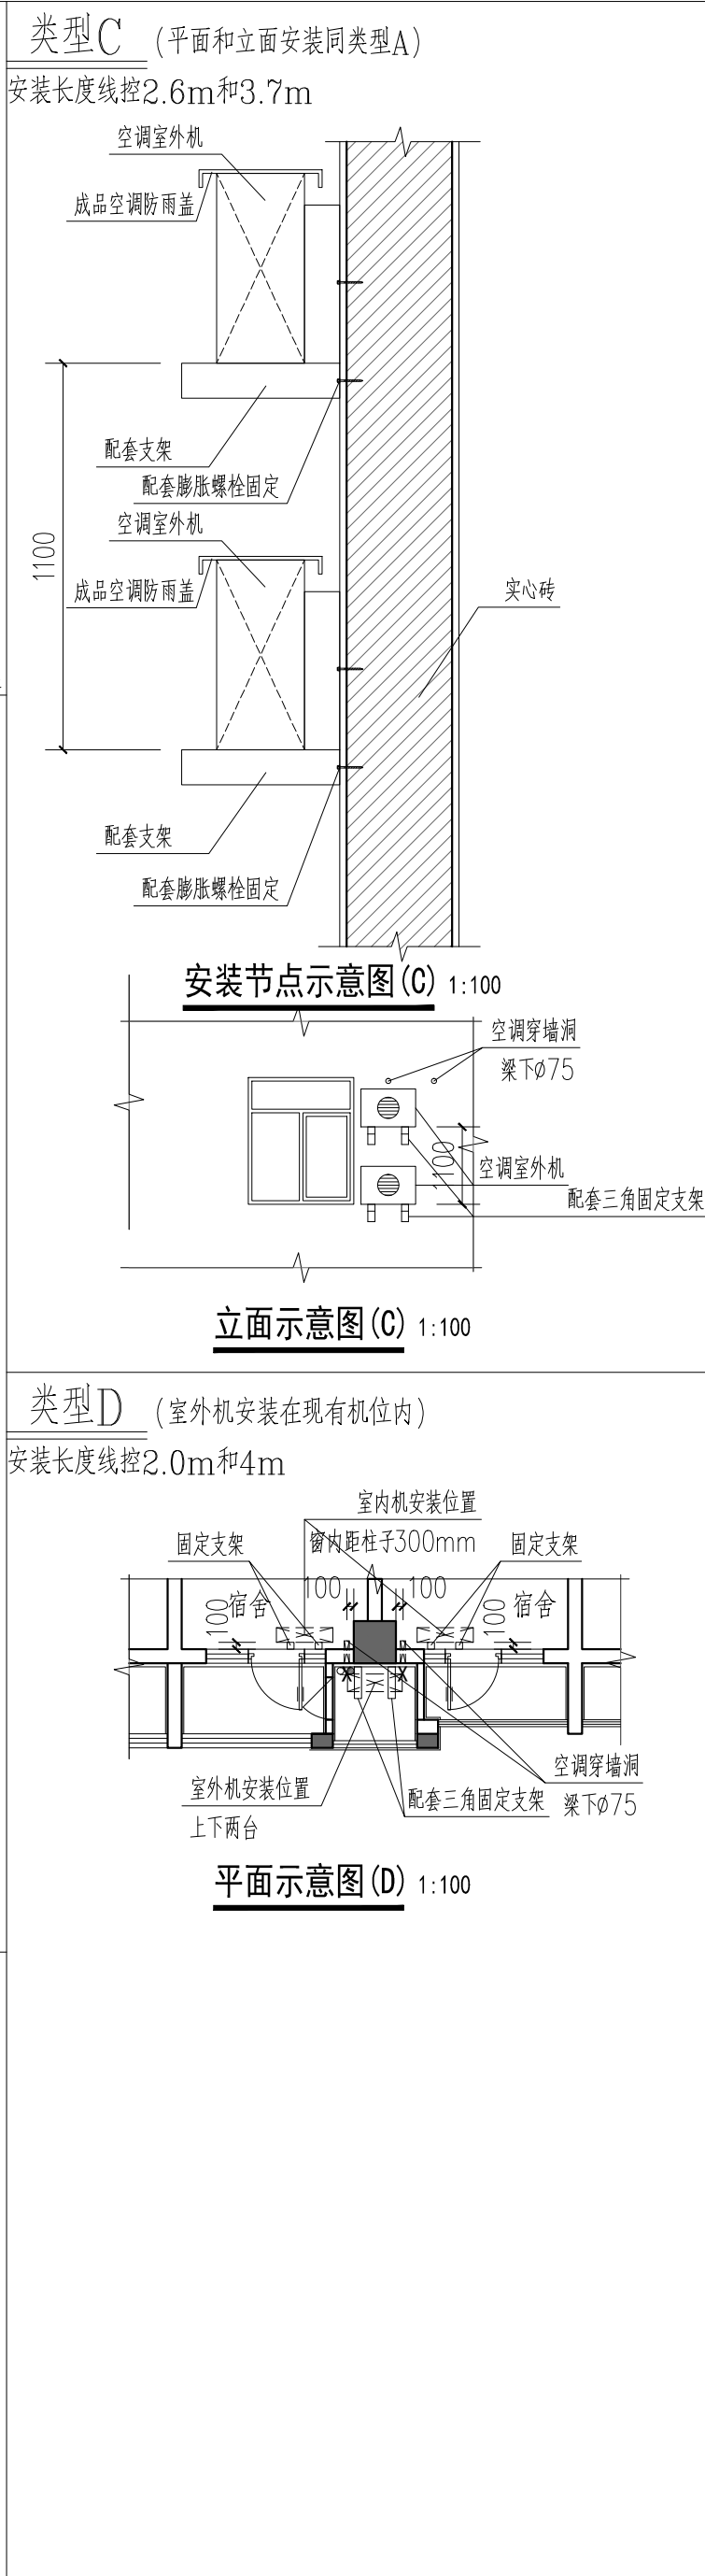 类型C (平面和立面安装同类型A)
安装长度线控2.6m和3.7m
空调室外机
成品空调防雨盖
配套支架
配套膨胀螺栓固定
1100
空调室外机
成品空调防雨盖
实心砖
配套支架
配套膨胀螺栓固定
安装节点示意图(C) 1:100
空调穿墙洞
梁下ø75
1100
空调室外机
配套三角固定支架
立面示意图(C) 1:100
类型D (室外机安装在现有机位内)
安装长度线控2.0m和4m
室内机安装位置
窗内距柱子300mm
固定支架
固定支架
100
100
100
宿舍
100
宿舍
空调穿墙洞
梁下ø75
室外机安装位置
上下两台
配套三角固定支架
平面示意图(D) 1:100